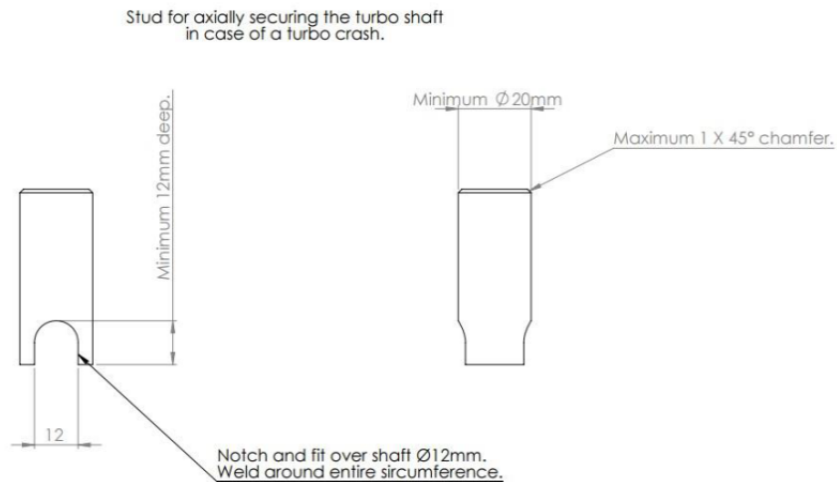 Stud for axially securing the turbo shaft
in case of a turbo crash.
Minimum 12mm deep.
Minimum Ø20mm
Maximum 1 X 45° chamfer.
12
Notch and fit over shaft Ø12mm.
Weld around entire sircumference.